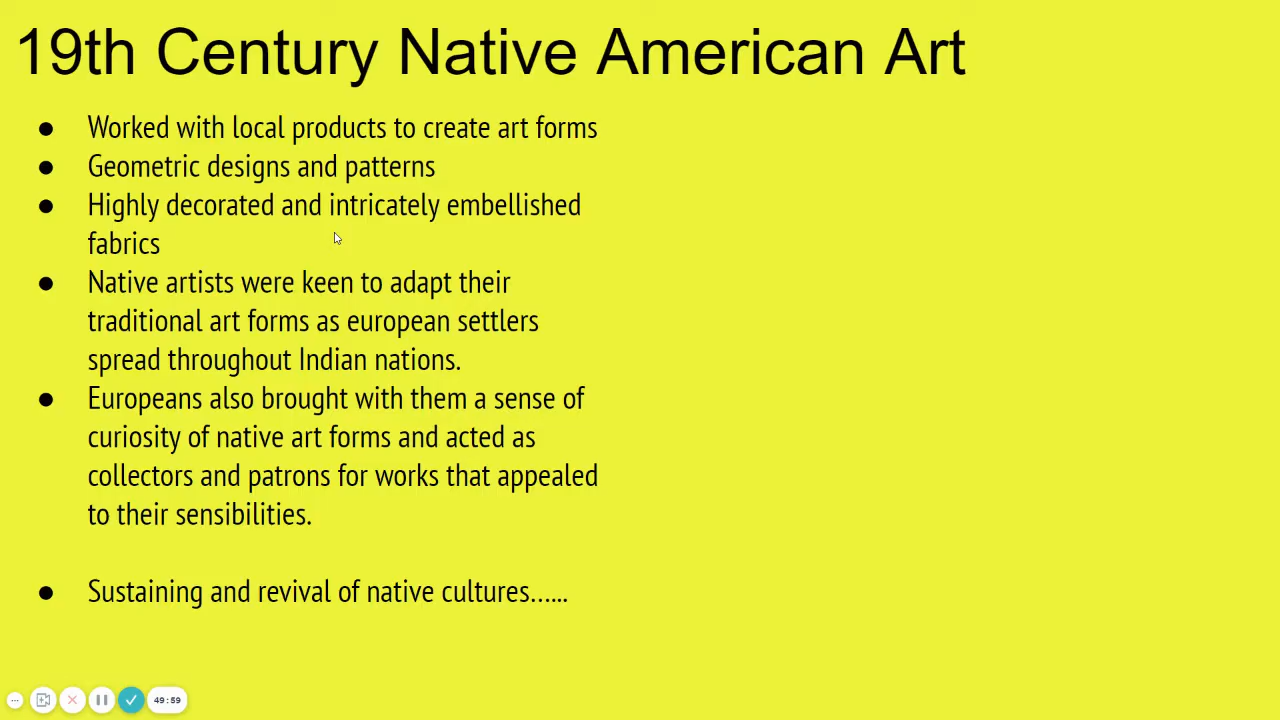 19th Century Native American Art
● Worked with local products to create art forms
● Geometric designs and patterns
● Highly decorated and intricately embellished
fabrics
● Native artists were keen to adapt their
traditional art forms as european settlers
spread throughout Indian nations.
● Europeans also brought with them a sense of
curiosity of native art forms and acted as
collectors and patrons for works that appealed
to their sensibilities.
● Sustaining and revival of native cultures…...
49:59